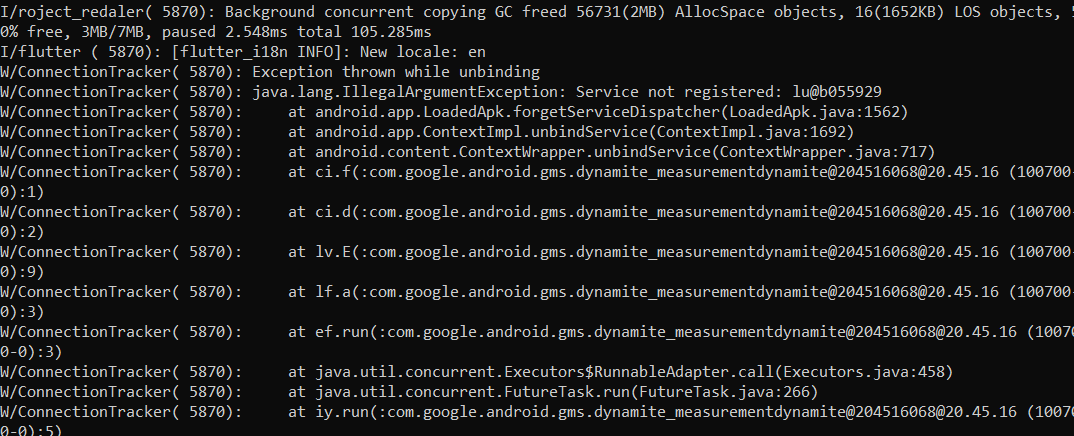 I/roject_redaler( 5870): Background concurrent copying GC freed 56731(2MB) AllocSpace objects, 16(1652KB) LOS objects,
0% free, 3MB/7MB, paused 2.548ms total 105.285ms
I/flutter ( 5870): [flutter_i18n INFO]: New locale: en
W/ConnectionTracker( 5870): Exception thrown while unbinding
W/ConnectionTracker( 5870): java.lang.IllegalArgumentException: Service not registered: lu@b055929
W/ConnectionTracker( 5870):     at android.app.LoadedApk.forgetServiceDispatcher(LoadedApk.java:1562)
W/ConnectionTracker( 5870):     at android.app.ContextImpl.unbindService(ContextImpl.java:1692)
W/ConnectionTracker( 5870):     at android.content.ContextWrapper.unbindService(ContextWrapper.java:717)
W/ConnectionTracker( 5870):     at ci.f(:com.google.android.gms.dynamite_measurementdynamite@204516068@20.45.16 (100700-
0):1)
W/ConnectionTracker( 5870):     at ci.d(:com.google.android.gms.dynamite_measurementdynamite@204516068@20.45.16 (100700-
0):2)
W/ConnectionTracker( 5870):     at lv.E(:com.google.android.gms.dynamite_measurementdynamite@204516068@20.45.16 (100700-
0):9)
W/ConnectionTracker( 5870):     at lf.a(:com.google.android.gms.dynamite_measurementdynamite@204516068@20.45.16 (100700-
0):3)
W/ConnectionTracker( 5870):     at ef.run(:com.google.android.gms.dynamite_measurementdynamite@204516068@20.45.16 (10070
0-0):3)
W/ConnectionTracker( 5870):     at java.util.concurrent.Executors$RunnableAdapter.call(Executors.java:458)
W/ConnectionTracker( 5870):     at java.util.concurrent.FutureTask.run(FutureTask.java:266)
W/ConnectionTracker( 5870):     at iy.run(:com.google.android.gms.dynamite_measurementdynamite@204516068@20.45.16 (10070
0-0):5)